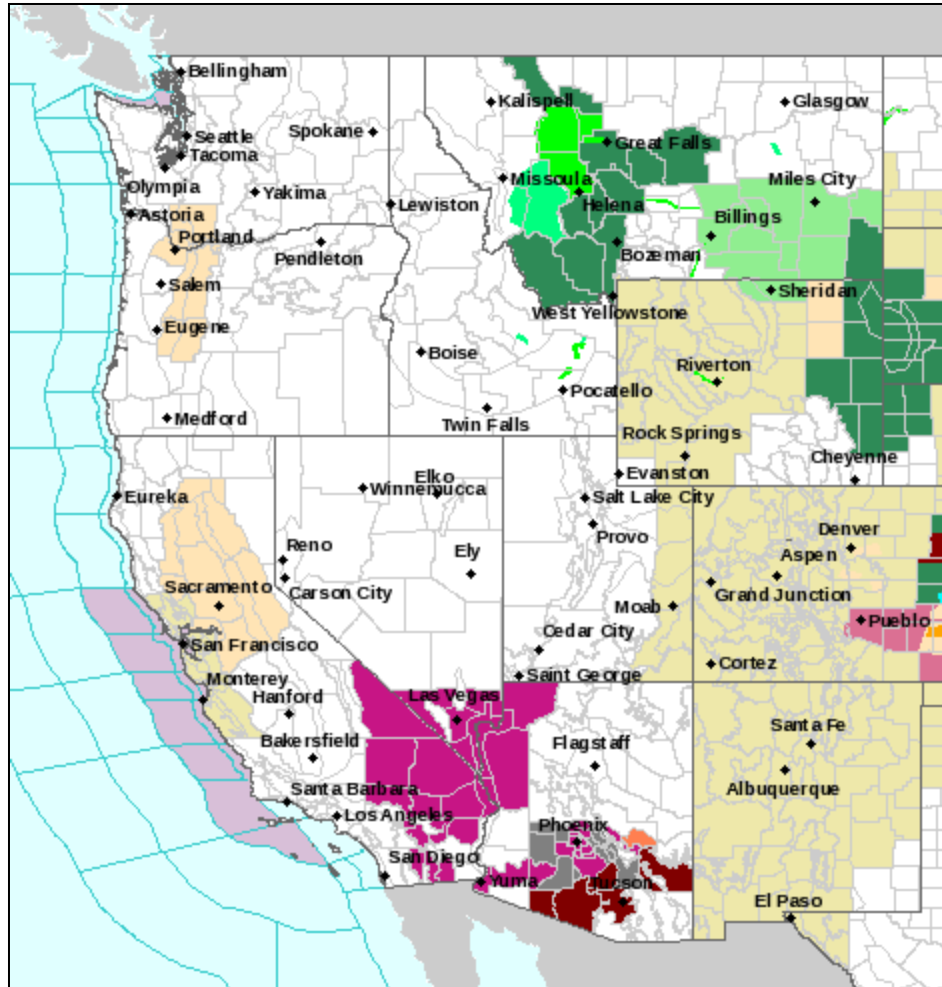 Bellingham
Kalispell
Glasgow
Seattle
Spokane
Great Falls
Tacoma
Olympia
Missoula
Miles City
Yakima
Lewiston
Helena
Astoria
Billings
Portland
Pendleton
Bozeman
Salem
Sheridan
West Yellowstone
Eugene
Boise
Riverton
Pocatello
Medford
Twin Falls
Rock Springs
Cheyenne
Elko
Evanston
Winnemucca
Eureka
Salt Lake City
Denver
Provo
Reno
Ely
Aspen
Sacramento
Carson City
Grand Junction
Moab
Pueblo
Cedar City
San Francisco
Cortez
Saint George
Monterey
Hanford
Las Vegas
Santa Fe
Bakersfield
Flagstaff
Santa Barbara
Albuquerque
Los Angeles
Phoenix
San Diego
Yuma
Tucson
El Paso